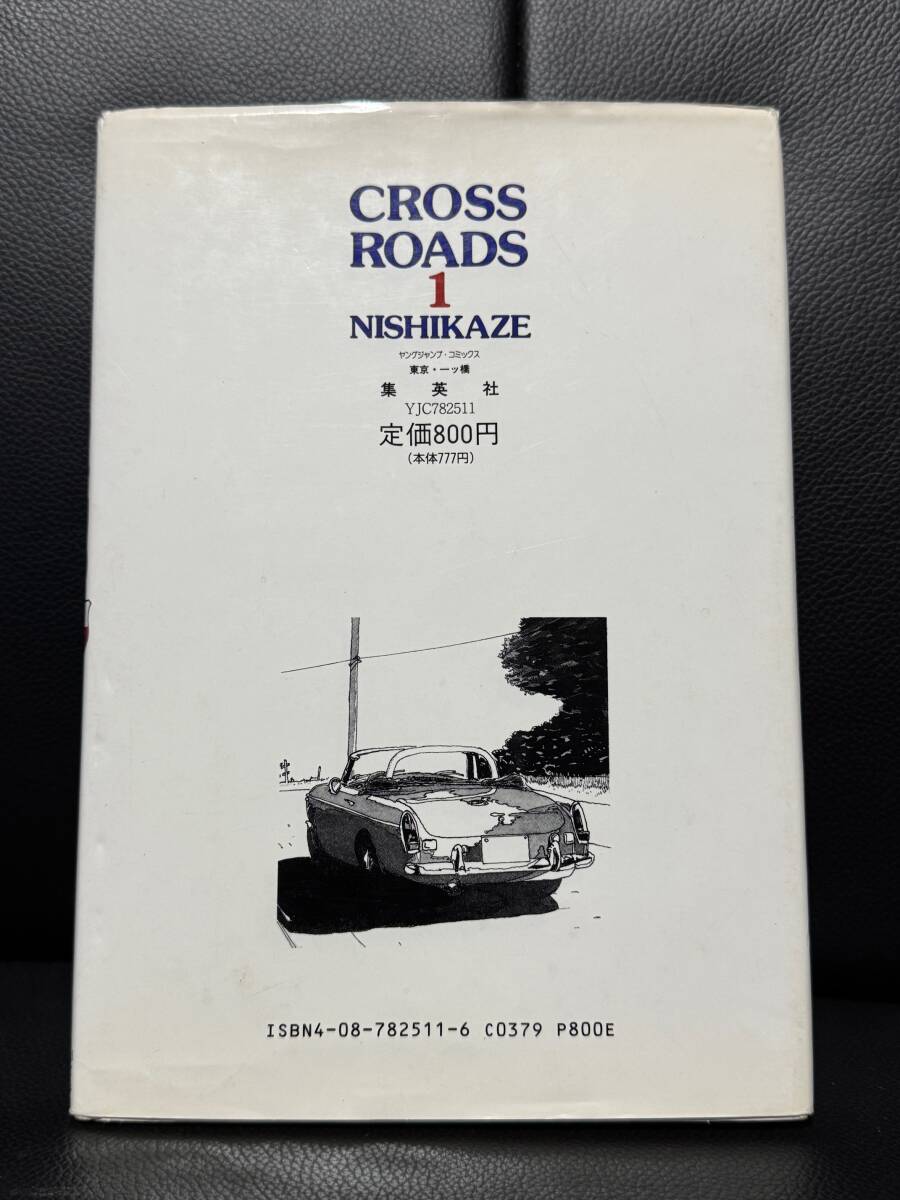 CROSS
ROADS
1
NISHIKAZE
ヤングジャンプ・コミックス
東京・一ッ橋
集英社
YJC782511
定価800円
(本体777円)
ISBN4-08-782511-6 C0379 P800E